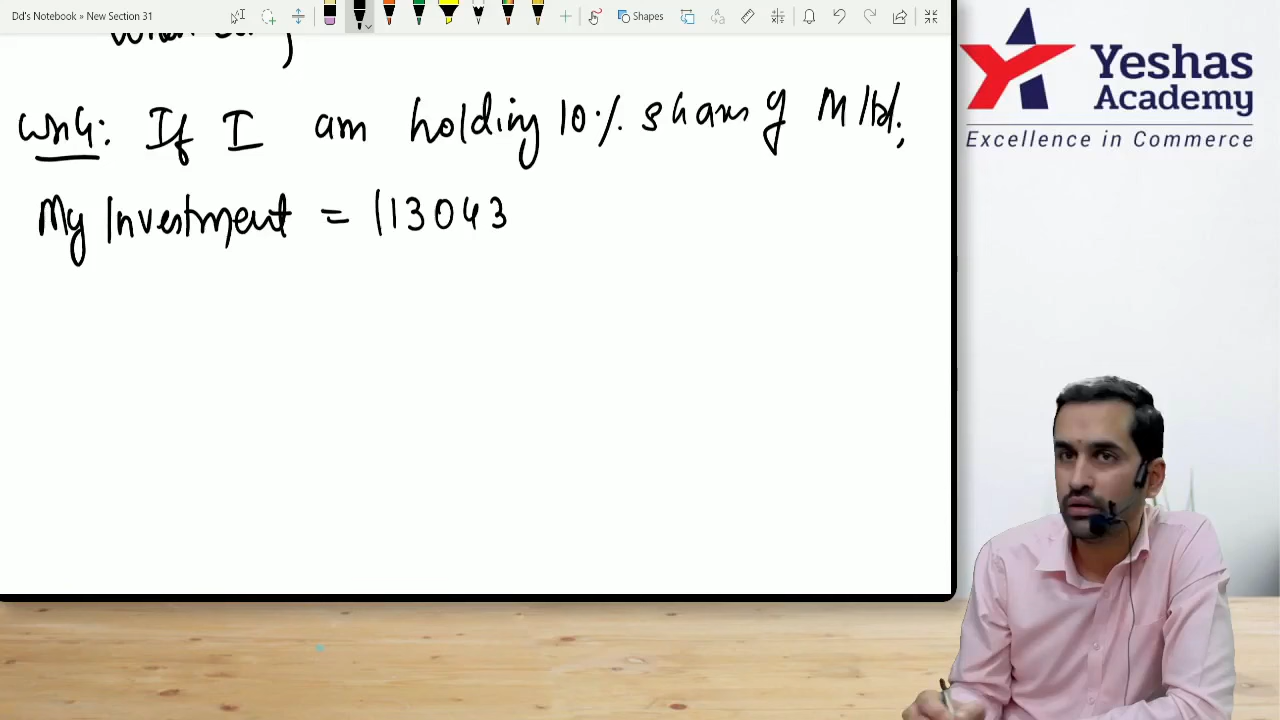 Dd's Notebook » New Section 31
Shapes
when
WN4: If I am holding 10% shares of M ltd;
My Investment = 113043
Yeshas
Academy
Excellence in Commerce